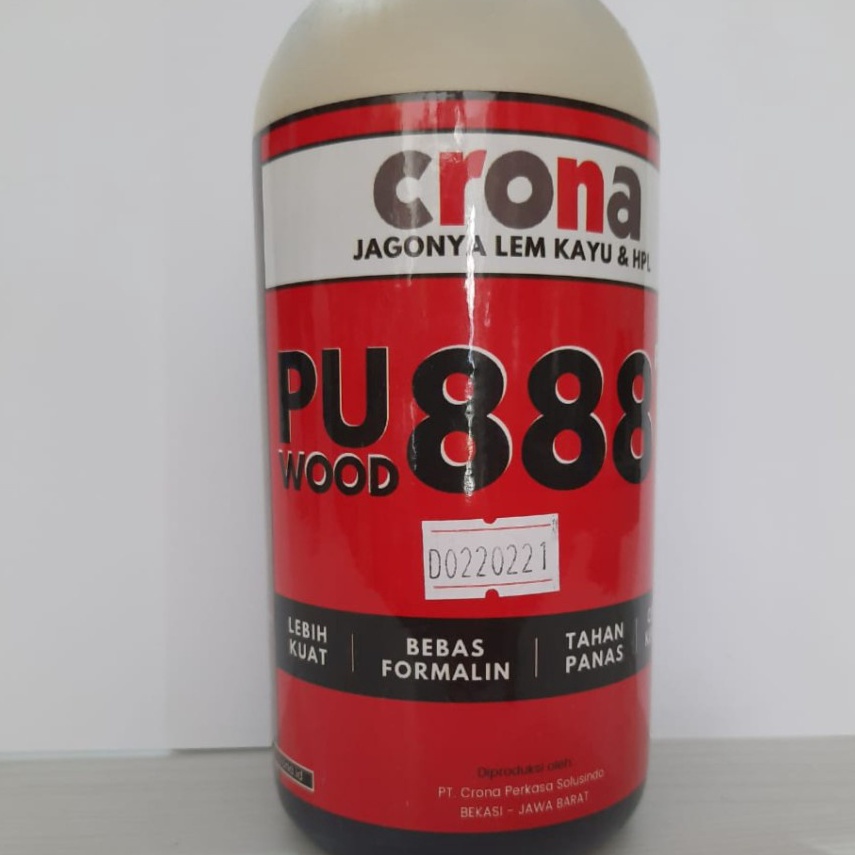 crona
JAGONYA LEM KAYU & HPL
PU 888
WOOD
D0220221
LEBIH
KUAT
BEBAS
FORMALIN
TAHAN
PANAS
Diproduksi oleh:
PT. Crona Perkasa Solusindo
BEKASI - JAWA BARAT